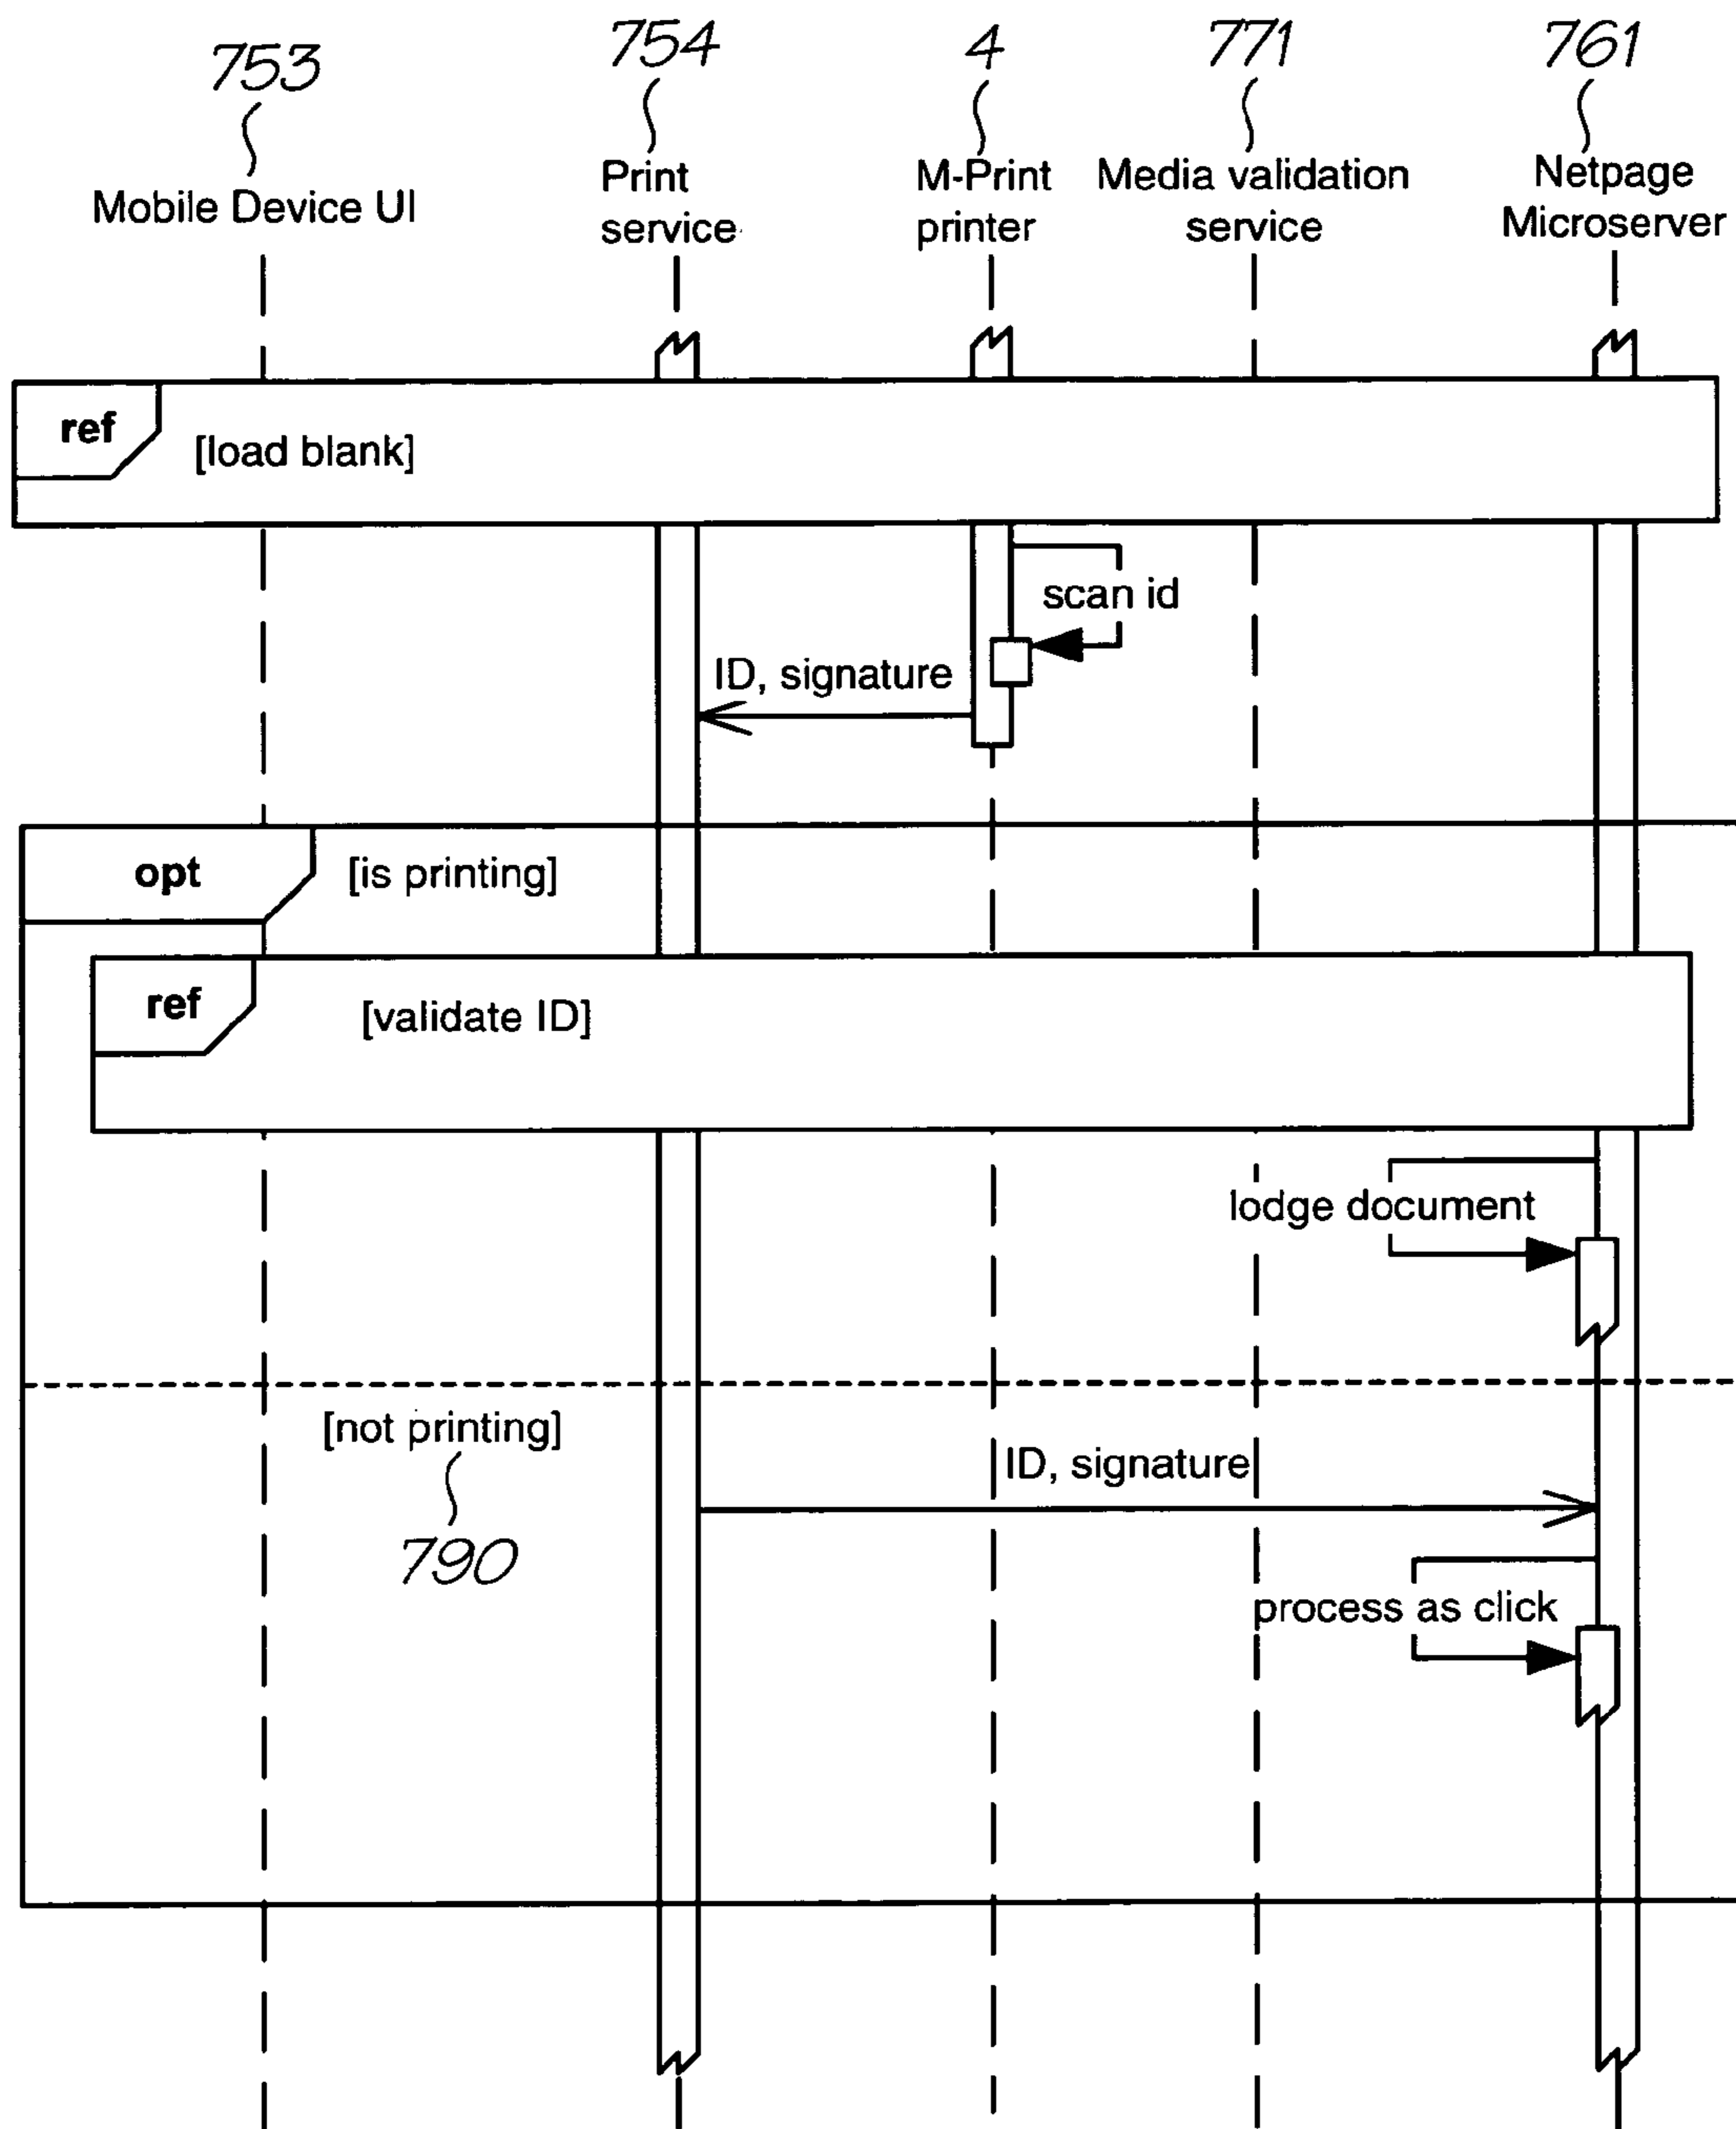 753
754
4
771
761
Mobile Device UI
Print
service
M-Print
printer
Media validation
service
Netpage
Microserver
ref
[load blank]
scan id
ID, signature
opt
[is printing]
ref
[validate ID]
lodge document
[not printing]
ID, signature
790
process as click